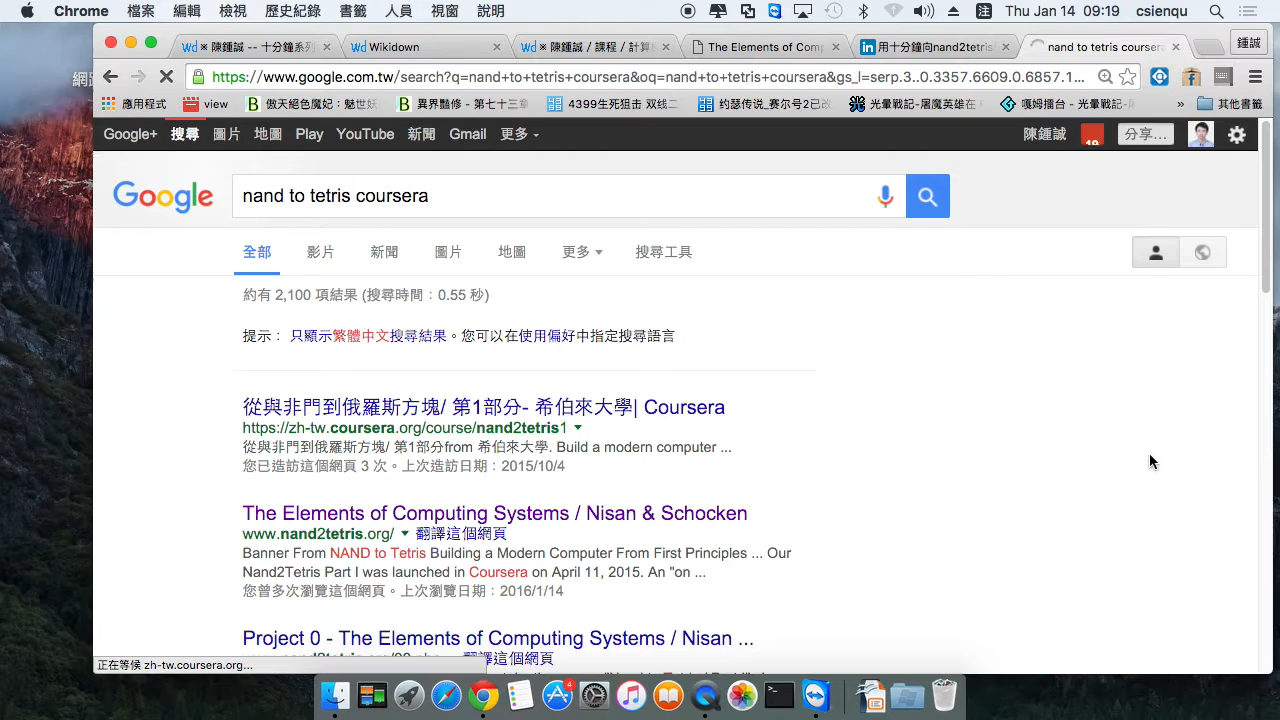 Chrome 檔案 編輯 檢視 歷史紀錄 書籤 人員 視窗 說明 注 Thu Jan 14 09:19 csienqu
Wd ※ 陳鍾誠 -- 十分鐘系列 Wd Wikidown Wd ※ 陳鍾誠 / 課程 / 計算 The Elements of Comp in 用十分鐘向nand2tetris nand to tetris coursera 鍾誠
https://www.google.com.tw/search?q=nand+to+tetris+coursera&oq=nand+to+tetris+coursera&gs_l=serp.3..0.3357.6609.0.6857.1...
應用程式 view B 傲天絕色魔妃：魅世妖 B 異界醫修 - 第七十三章 4399生死狙击 双线二 约瑟传说_赛尔号2已改 光暈戰記-屠魔英雄在 嘎姆擂台 - 光暈戰記 » 其他書籤
Google+ 搜尋 圖片 地圖 Play YouTube 新聞 Gmail 更多 陳鍾誠 分享...
Google nand to tetris coursera
全部 影片 新聞 圖片 地圖 更多 搜尋工具
約有 2,100 項結果 (搜尋時間：0.55 秒)
提示： 只顯示繁體中文搜尋結果。您可以在使用偏好中指定搜尋語言
從與非門到俄羅斯方塊/ 第1部分- 希伯來大學| Coursera
https://zh-tw.coursera.org/course/nand2tetris1
從與非門到俄羅斯方塊/ 第1部分from 希伯來大學. Build a modern computer ...
您已造訪這個網頁 3 次。上次造訪日期：2015/10/4
The Elements of Computing Systems / Nisan & Schocken
www.nand2tetris.org/ 翻譯這個網頁
Banner From NAND to Tetris Building a Modern Computer From First Principles ... Our
Nand2Tetris Part I was launched in Coursera on April 11, 2015. An "on ...
您曾多次瀏覽這個網頁。上次瀏覽日期：2016/1/14
Project 0 - The Elements of Computing Systems / Nisan ...
翻譯這個網頁
正在等候 zh-tw.coursera.org...
4